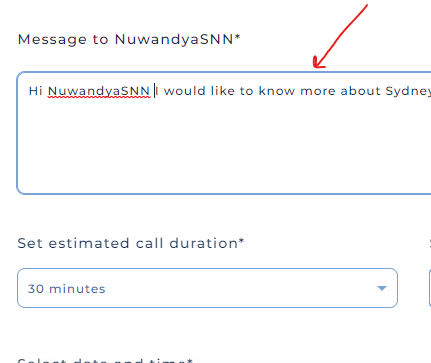 Message to NuwandyaSNN*
Hi NuwandyaSNN I would like to know more about Sydney
Set estimated call duration*
30 minutes
Select date and time*